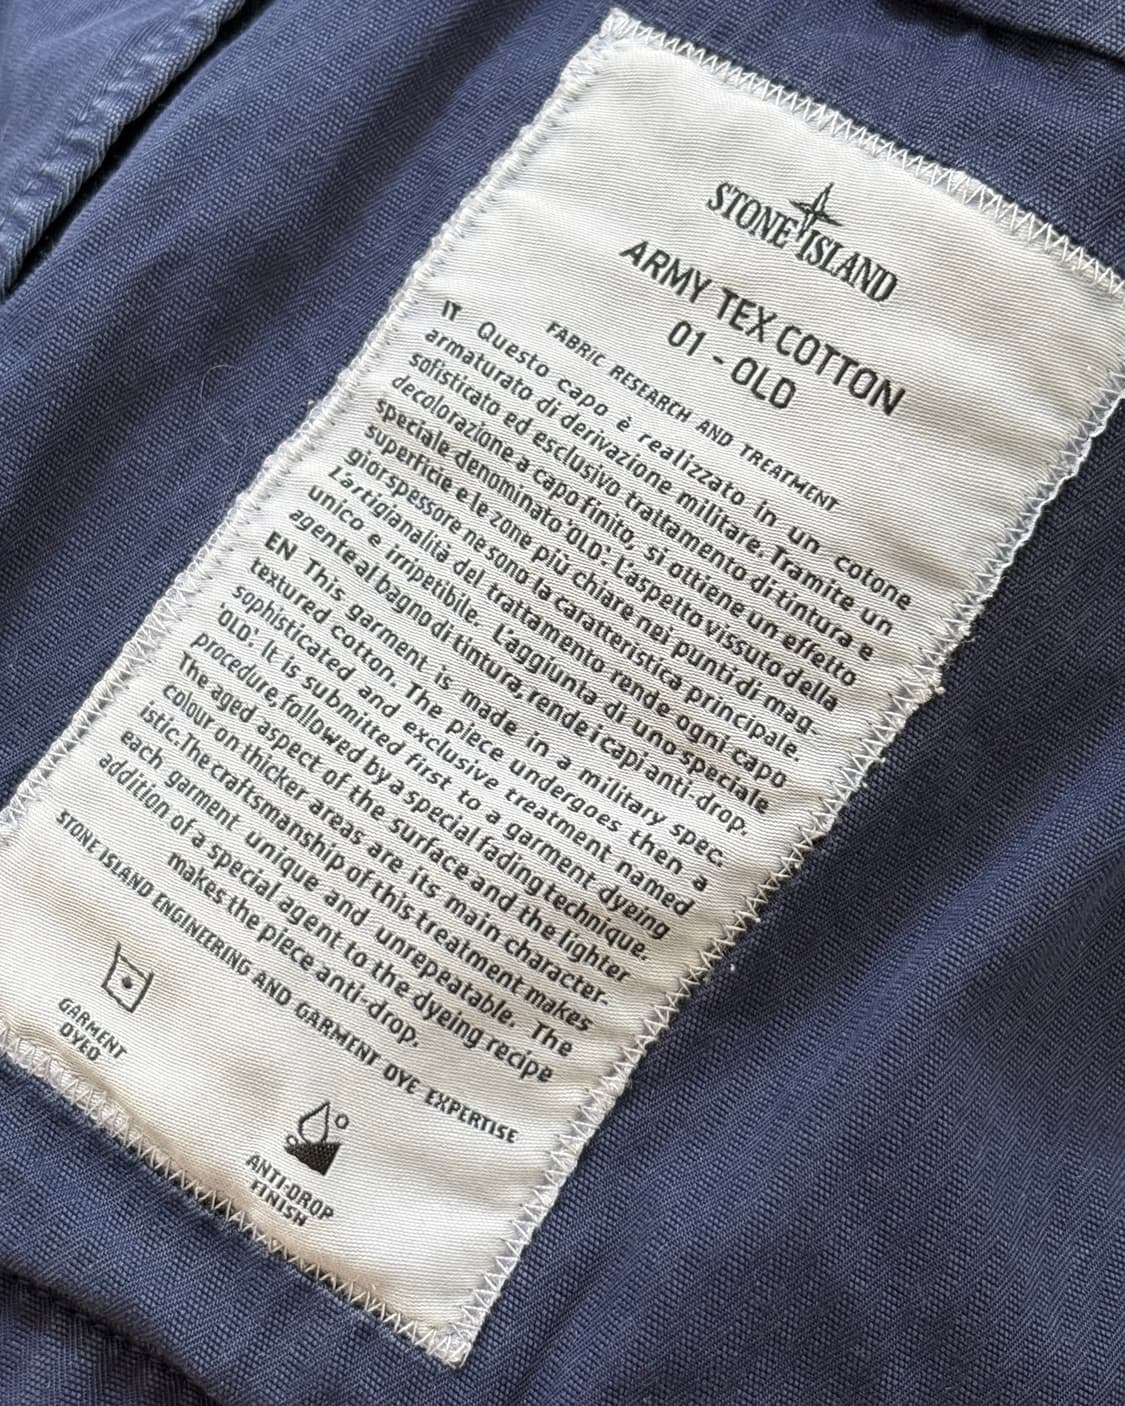 STONE ISLAND
ARMY TEX COTTON
01 - OLD
FABRIC RESEARCH AND TREATMENT
IT Questo capo è realizzato in un cotone
armaturato di derivazione militare. Tramite un
sofisticato ed esclusivo trattamento di tintura e
decolorazione a capo finito, si ottiene un effetto
speciale denominato 'OLD'. L'aspetto vissuto della
superficie e le zone più chiare nei punti di mag-
gior spessore ne sono la caratteristica principale.
L'artigianalità del trattamento rende ogni capo
unico e irripetibile. L'aggiunta di uno speciale
agente al bagno di tintura, rende i capi anti-drop.
EN This garment is made in a military spec.
textured cotton. The piece undergoes then a
sophisticated and exclusive treatment named
'OLD'. It is submitted first to a garment dyeing
procedure, followed by a special fading technique.
The aged aspect of the surface and the lighter
colour on thicker areas are its main character-
istic. The craftsmanship of this treatment makes
each garment unique and unrepeatable. The
addition of a special agent to the dyeing recipe
makes the piece anti-drop.
STONE ISLAND ENGINEERING AND GARMENT DYE EXPERTISE
GARMENT
DYED
ANTI-DROP
FINISH